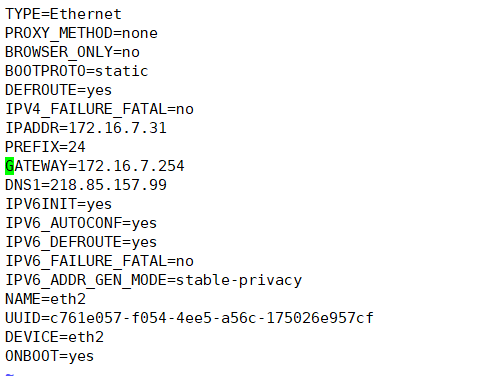 TYPE=Ethernet
PROXY_METHOD=none
BROWSER_ONLY=no
BOOTPROTO=static
DEFROUTE=yes
IPV4_FAILURE_FATAL=no
IPADDR=172.16.7.31
PREFIX=24
GATEWAY=172.16.7.254
DNS1=218.85.157.99
IPV6INIT=yes
IPV6_AUTOCONF=yes
IPV6_DEFROUTE=yes
IPV6_FAILURE_FATAL=no
IPV6_ADDR_GEN_MODE=stable-privacy
NAME=eth2
UUID=c761e057-f054-4ee5-a56c-175026e957cf
DEVICE=eth2
ONBOOT=yes
~